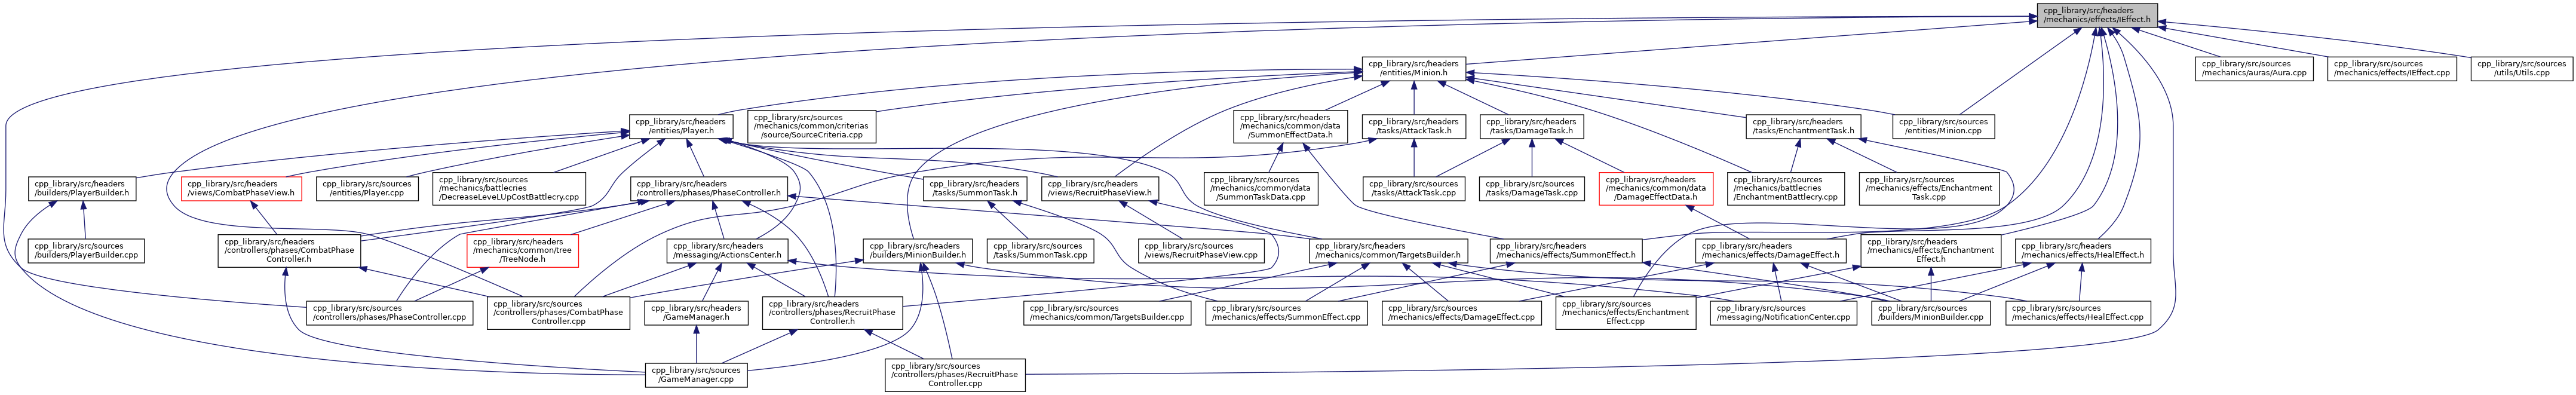 cpp_library/src/headers
/mechanics/effects/IEffect.h
cpp_library/src/headers
/entities/Minion.h
cpp_library/src/sources
/mechanics/auras/Aura.cpp
cpp_library/src/sources
/mechanics/effects/IEffect.cpp
cpp_library/src/sources
/utils/Utils.cpp
cpp_library/src/headers
/entities/Player.h
cpp_library/src/sources
/mechanics/common/criterias
/source/SourceCriteria.cpp
cpp_library/src/headers
/mechanics/common/data
/SummonEffectData.h
cpp_library/src/headers
/tasks/AttackTask.h
cpp_library/src/headers
/tasks/DamageTask.h
cpp_library/src/headers
/tasks/EnchantmentTask.h
cpp_library/src/sources
/entities/Minion.cpp
cpp_library/src/headers
/builders/PlayerBuilder.h
cpp_library/src/headers
/views/CombatPhaseView.h
cpp_library/src/sources
/entities/Player.cpp
cpp_library/src/sources
/mechanics/battlecries
/DecreaseLeveLUpCostBattlecry.cpp
cpp_library/src/headers
/controllers/phases/PhaseController.h
cpp_library/src/headers
/tasks/SummonTask.h
cpp_library/src/headers
/views/RecruitPhaseView.h
cpp_library/src/sources
/mechanics/common/data
/SummonTaskData.cpp
cpp_library/src/sources
/tasks/AttackTask.cpp
cpp_library/src/sources
/tasks/DamageTask.cpp
cpp_library/src/headers
/mechanics/common/data
/DamageEffectData.h
cpp_library/src/sources
/mechanics/battlecries
/EnchantmentBattlecry.cpp
cpp_library/src/sources
/mechanics/effects/Enchantment
Task.cpp
cpp_library/src/sources
/builders/PlayerBuilder.cpp
cpp_library/src/headers
/controllers/phases/CombatPhase
Controller.h
cpp_library/src/headers
/mechanics/common/tree
/TreeNode.h
cpp_library/src/headers
/messaging/ActionsCenter.h
cpp_library/src/headers
/builders/MinionBuilder.h
cpp_library/src/sources
/tasks/SummonTask.cpp
cpp_library/src/sources
/views/RecruitPhaseView.cpp
cpp_library/src/headers
/mechanics/common/TargetsBuilder.h
cpp_library/src/headers
/mechanics/effects/SummonEffect.h
cpp_library/src/headers
/mechanics/effects/DamageEffect.h
cpp_library/src/headers
/mechanics/effects/Enchantment
Effect.h
cpp_library/src/headers
/mechanics/effects/HealEffect.h
cpp_library/src/sources
/controllers/phases/PhaseController.cpp
cpp_library/src/sources
/controllers/phases/CombatPhase
Controller.cpp
cpp_library/src/headers
/GameManager.h
cpp_library/src/headers
/controllers/phases/RecruitPhase
Controller.h
cpp_library/src/sources
/mechanics/common/TargetsBuilder.cpp
cpp_library/src/sources
/mechanics/effects/SummonEffect.cpp
cpp_library/src/sources
/mechanics/effects/DamageEffect.cpp
cpp_library/src/sources
/mechanics/effects/Enchantment
Effect.cpp
cpp_library/src/sources
/messaging/NotificationCenter.cpp
cpp_library/src/sources
/builders/MinionBuilder.cpp
cpp_library/src/sources
/mechanics/effects/HealEffect.cpp
cpp_library/src/sources
/GameManager.cpp
cpp_library/src/sources
/controllers/phases/RecruitPhase
Controller.cpp